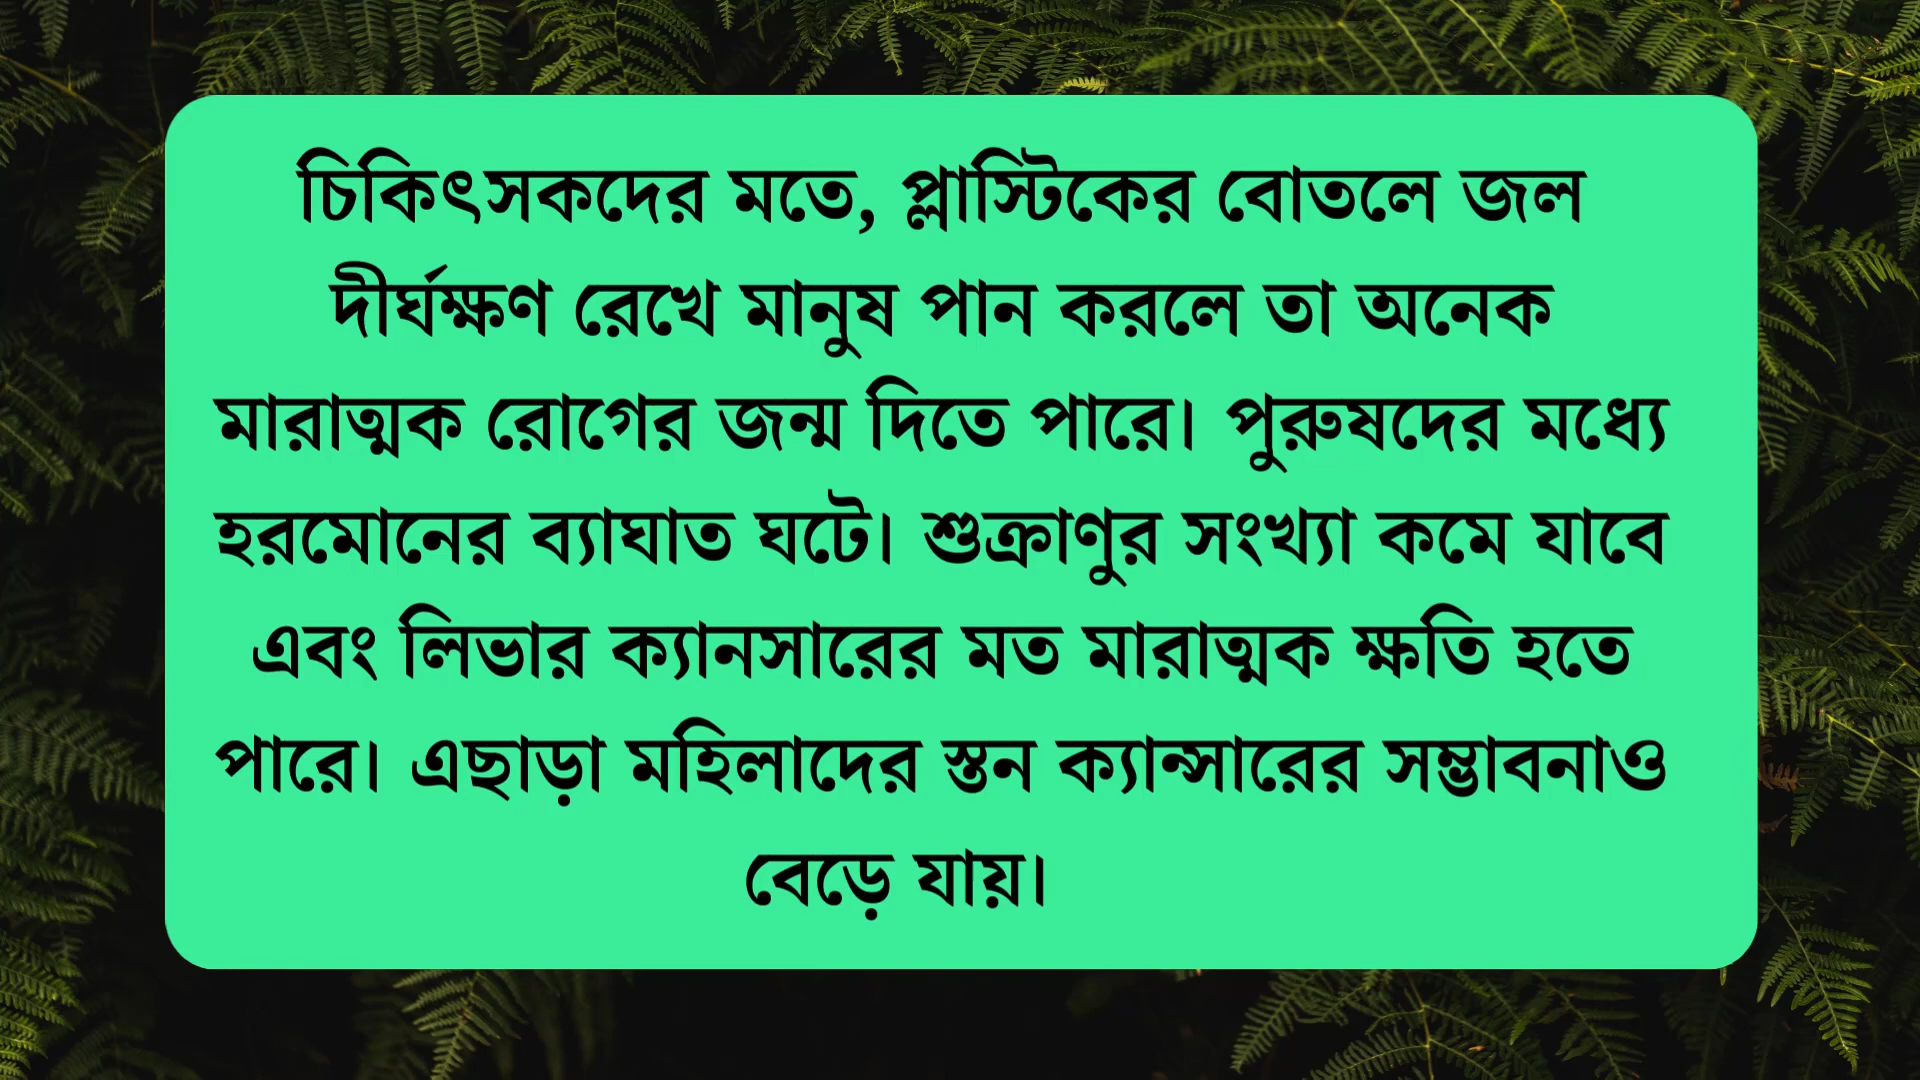 চিকিৎসকদের মতে, প্লাস্টিকের বোতলে জল
দীর্ঘক্ষণ রেখে মানুষ পান করলে তা অনেক
মারাত্মক রোগের জন্ম দিতে পারে। পুরুষদের মধ্যে
হরমোনের ব্যাঘাত ঘটে। শুক্রাণুর সংখ্যা কমে যাবে
এবং লিভার ক্যানসারের মত মারাত্মক ক্ষতি হতে
পারে। এছাড়া মহিলাদের স্তন ক্যান্সারের সম্ভাবনাও
বেড়ে যায়।